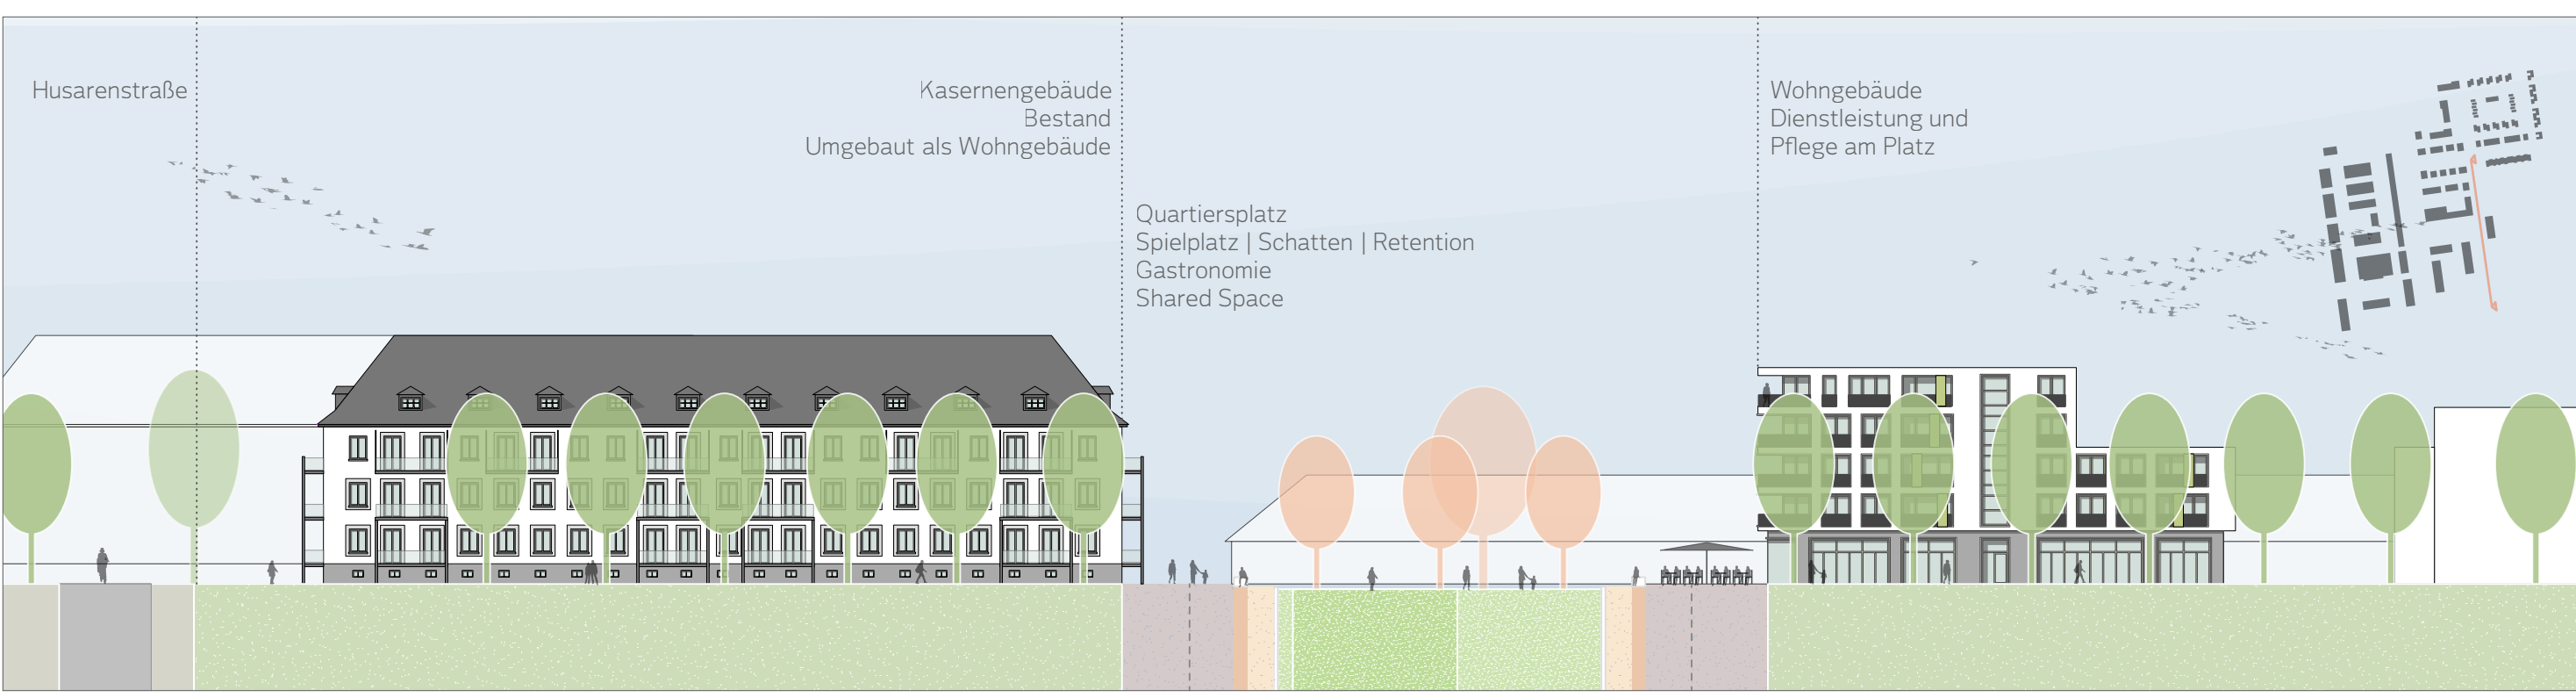 Husarenstraße
Kasernengebäude
Bestand
Umgebaut als Wohngebäude
Quartiersplatz
Spielplatz | Schatten | Retention
Gastronomie
Shared Space
Wohngebäude
Dienstleistung und
Pflege am Platz